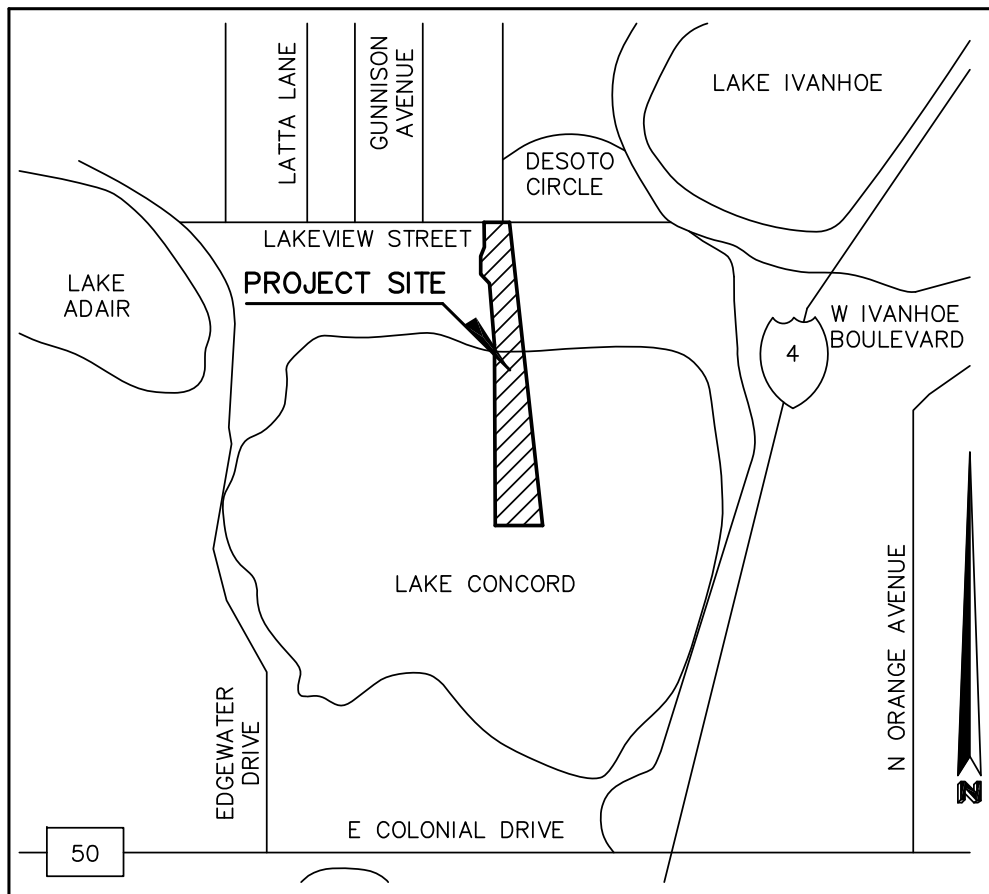 LATTA LANE
GUNNISON
AVENUE
LAKE IVANHOE
DESOTO
CIRCLE
LAKEVIEW STREET
LAKE
ADAIR
PROJECT SITE
W IVANHOE
BOULEVARD
4
LAKE CONCORD
N ORANGE AVENUE
EDGEWATER
DRIVE
N
E COLONIAL DRIVE
50